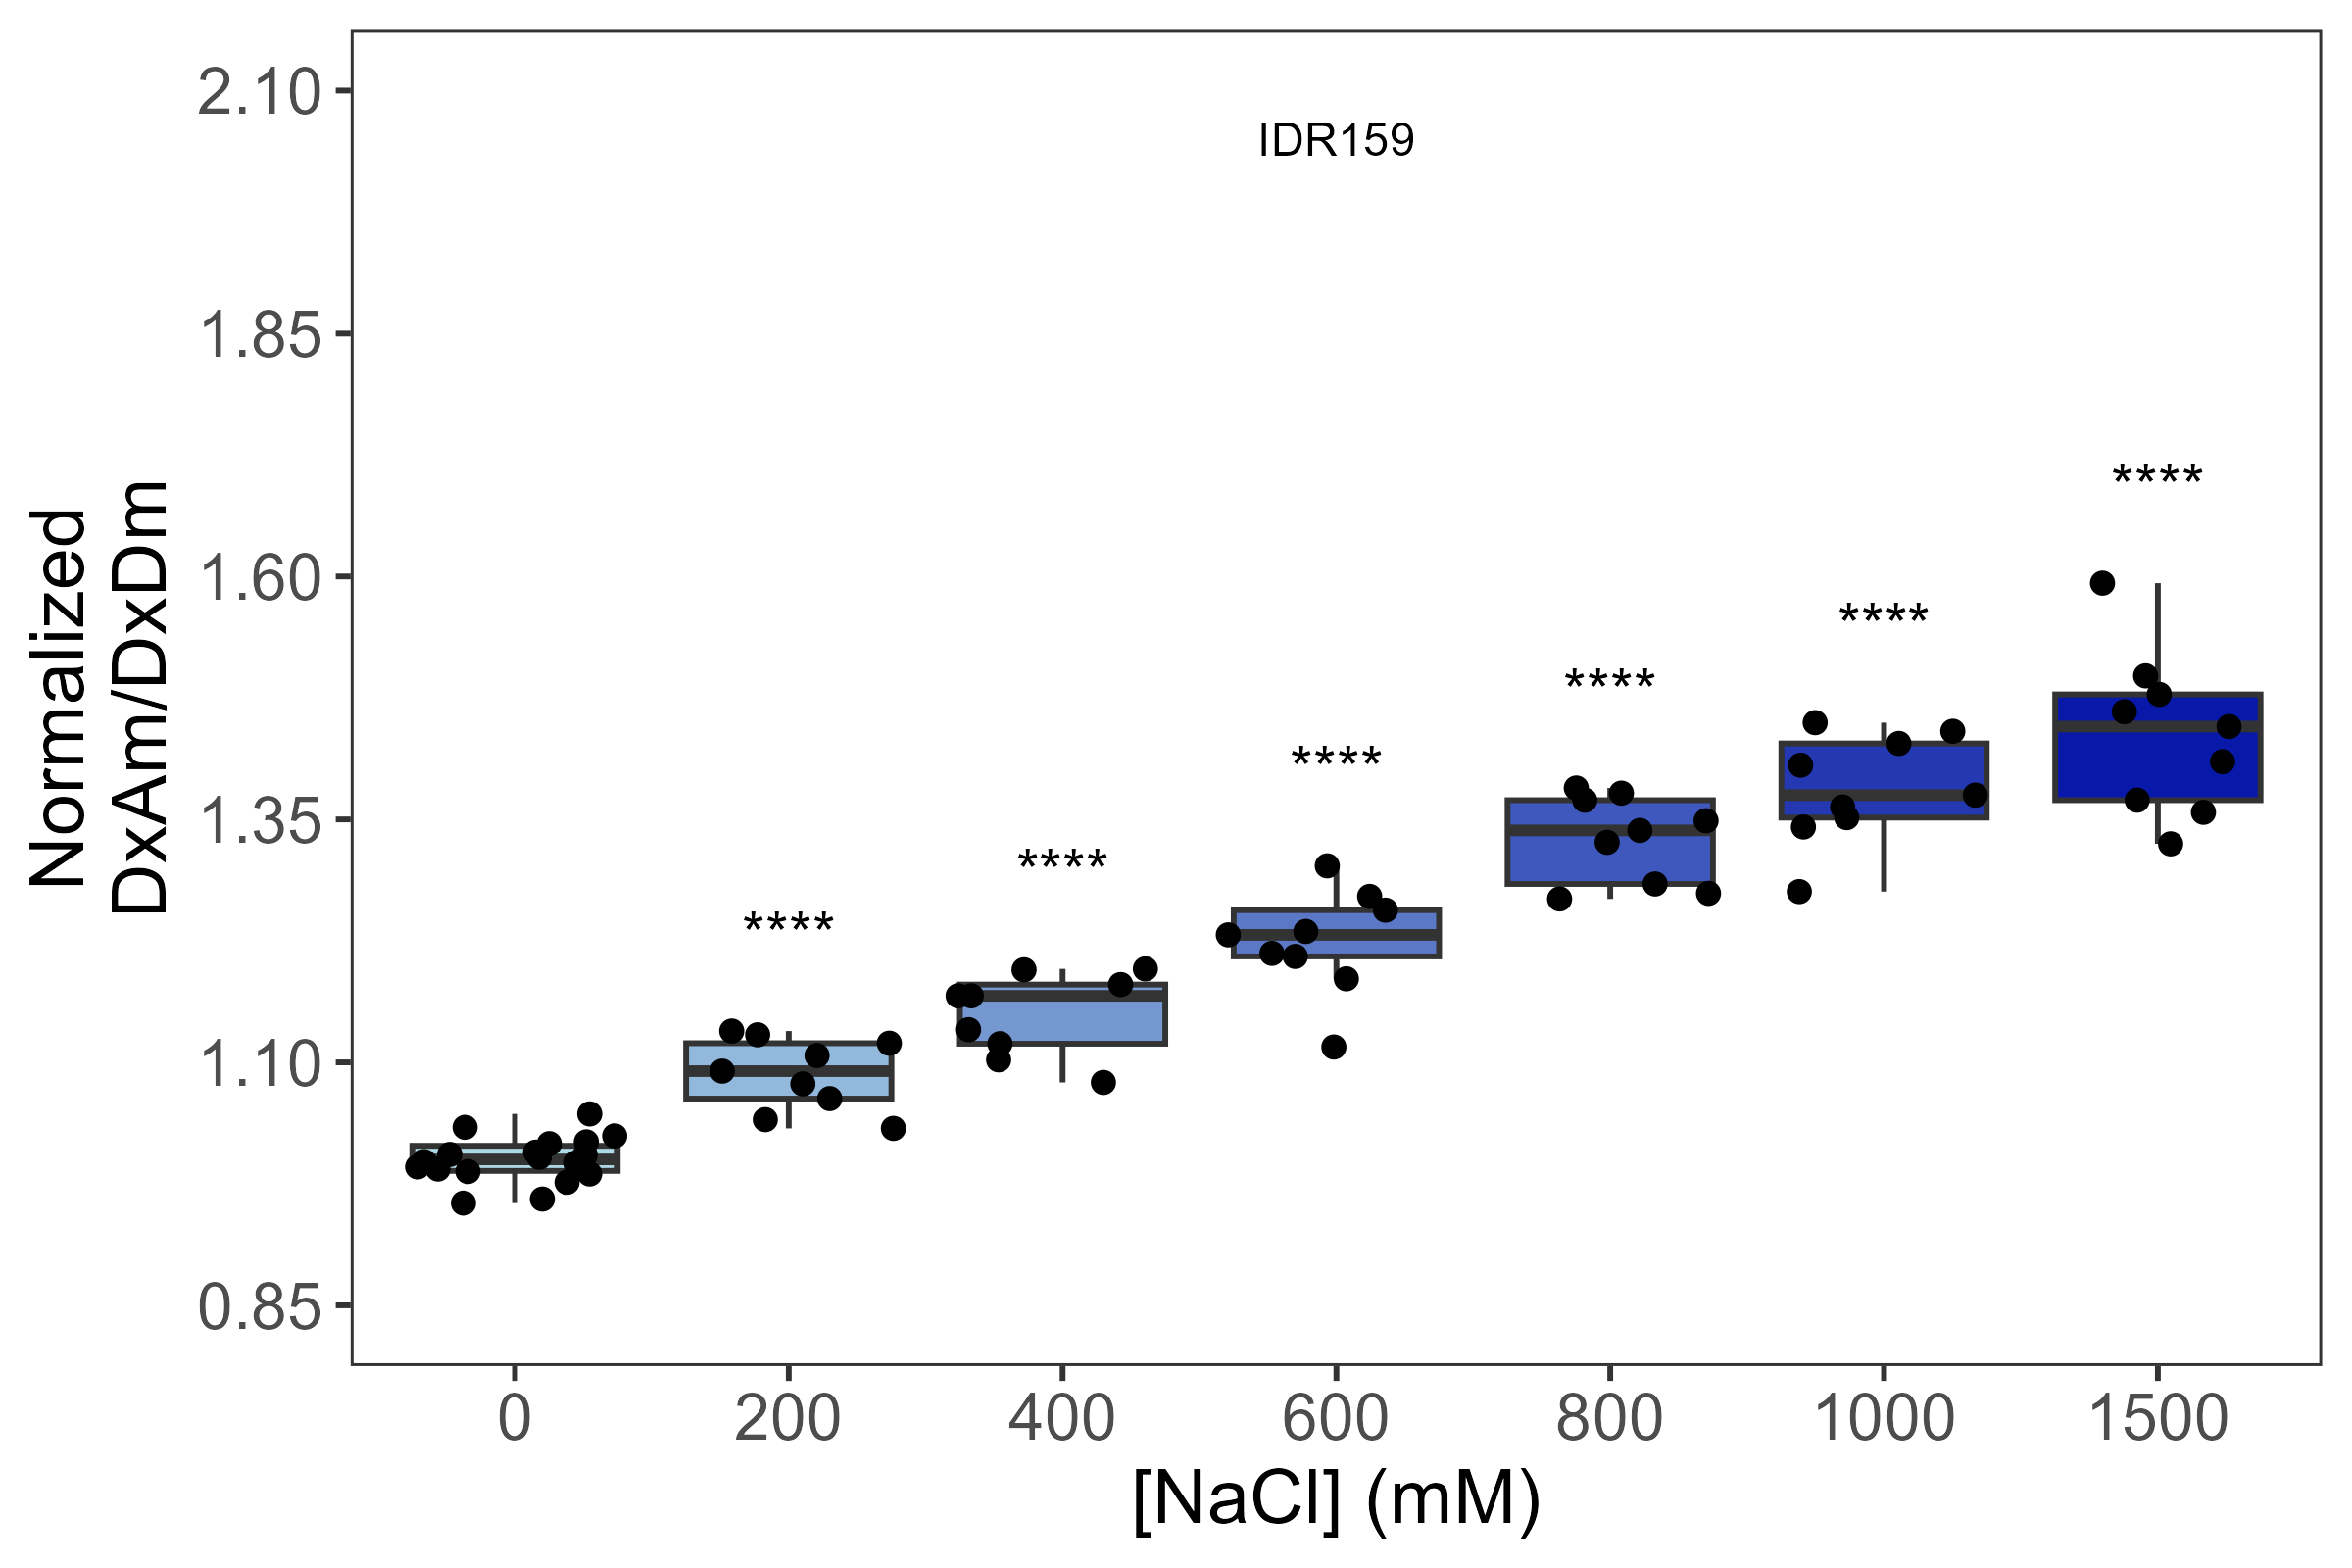 IDR159
Normalized
DxAm/DxDm
2.10
1.85
1.60
1.35
1.10
0.85
****
****
****
****
****
****
0 200 400 600 800 1000 1500
[NaCl] (mM)